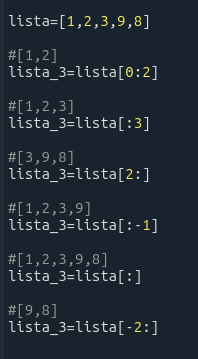 lista=[1,2,3,9,8]
#[1,2]
lista_3=lista[0:2]
#[1,2,3]
lista_3=lista[:3]
#[3,9,8]
lista_3=lista[2:]
#[1,2,3,9]
lista_3=lista[:-1]
#[1,2,3,9,8]
lista_3=lista[:]
#[9,8]
lista_3=lista[-2:]